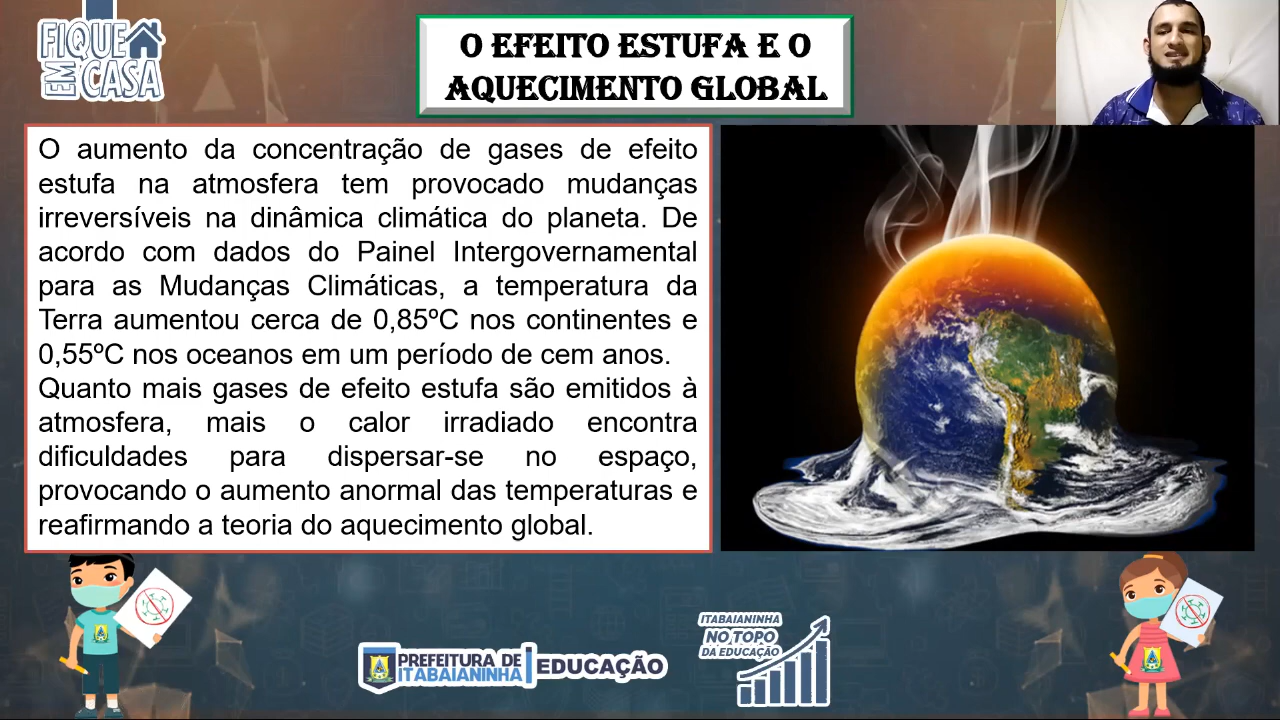 FIQUE
EM
CASA
O EFEITO ESTUFA E O
AQUECIMENTO GLOBAL
O aumento da concentração de gases de efeito
estufa na atmosfera tem provocado mudanças
irreversíveis na dinâmica climática do planeta. De
acordo com dados do Painel Intergovernamental
para as Mudanças Climáticas, a temperatura da
Terra aumentou cerca de 0,85ºC nos continentes e
0,55ºC nos oceanos em um período de cem anos.
Quanto mais gases de efeito estufa são emitidos à
atmosfera, mais o calor irradiado encontra
dificuldades para dispersar-se no espaço,
provocando o aumento anormal das temperaturas e
reafirmando a teoria do aquecimento global.
PREFEITURA DE
ITABAIANINHA
EDUCAÇÃO
ITABAIANINHA
NO TOPO
DA EDUCAÇÃO